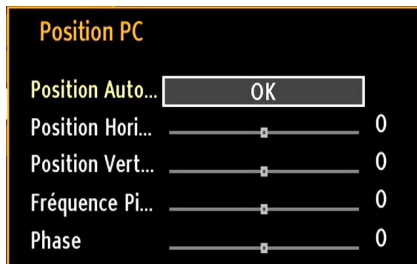 Position PC
Position Auto... OK
Position Hori... 0
Position Vert... 0
Fréquence Pi... 0
Phase 0